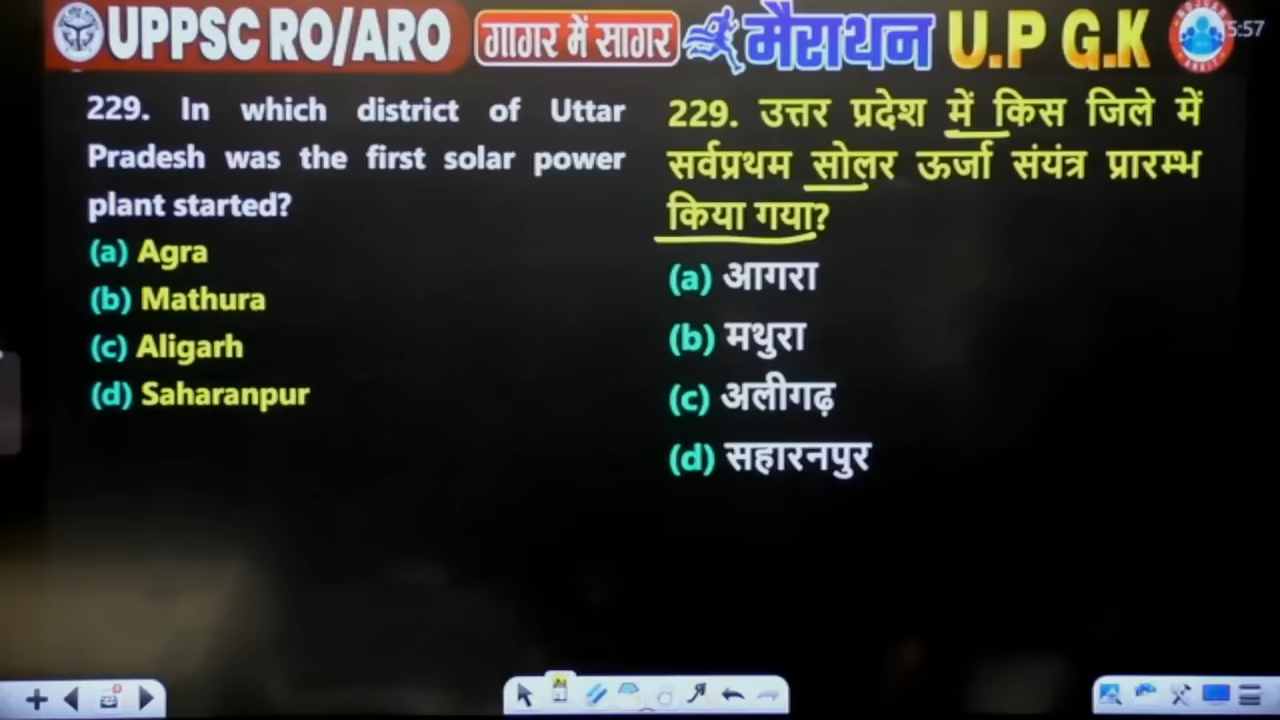 UPPSC RO/ARO गागर में सागर मैराथन U.P G.K
5:57
229. In which district of Uttar
Pradesh was the first solar power
plant started?
(a) Agra
(b) Mathura
(c) Aligarh
(d) Saharanpur
229. उत्तर प्रदेश में किस जिले में
सर्वप्रथम सोलर ऊर्जा संयंत्र प्रारम्भ
किया गया?
(a) आगरा
(b) मथुरा
(c) अलीगढ़
(d) सहारनपुर